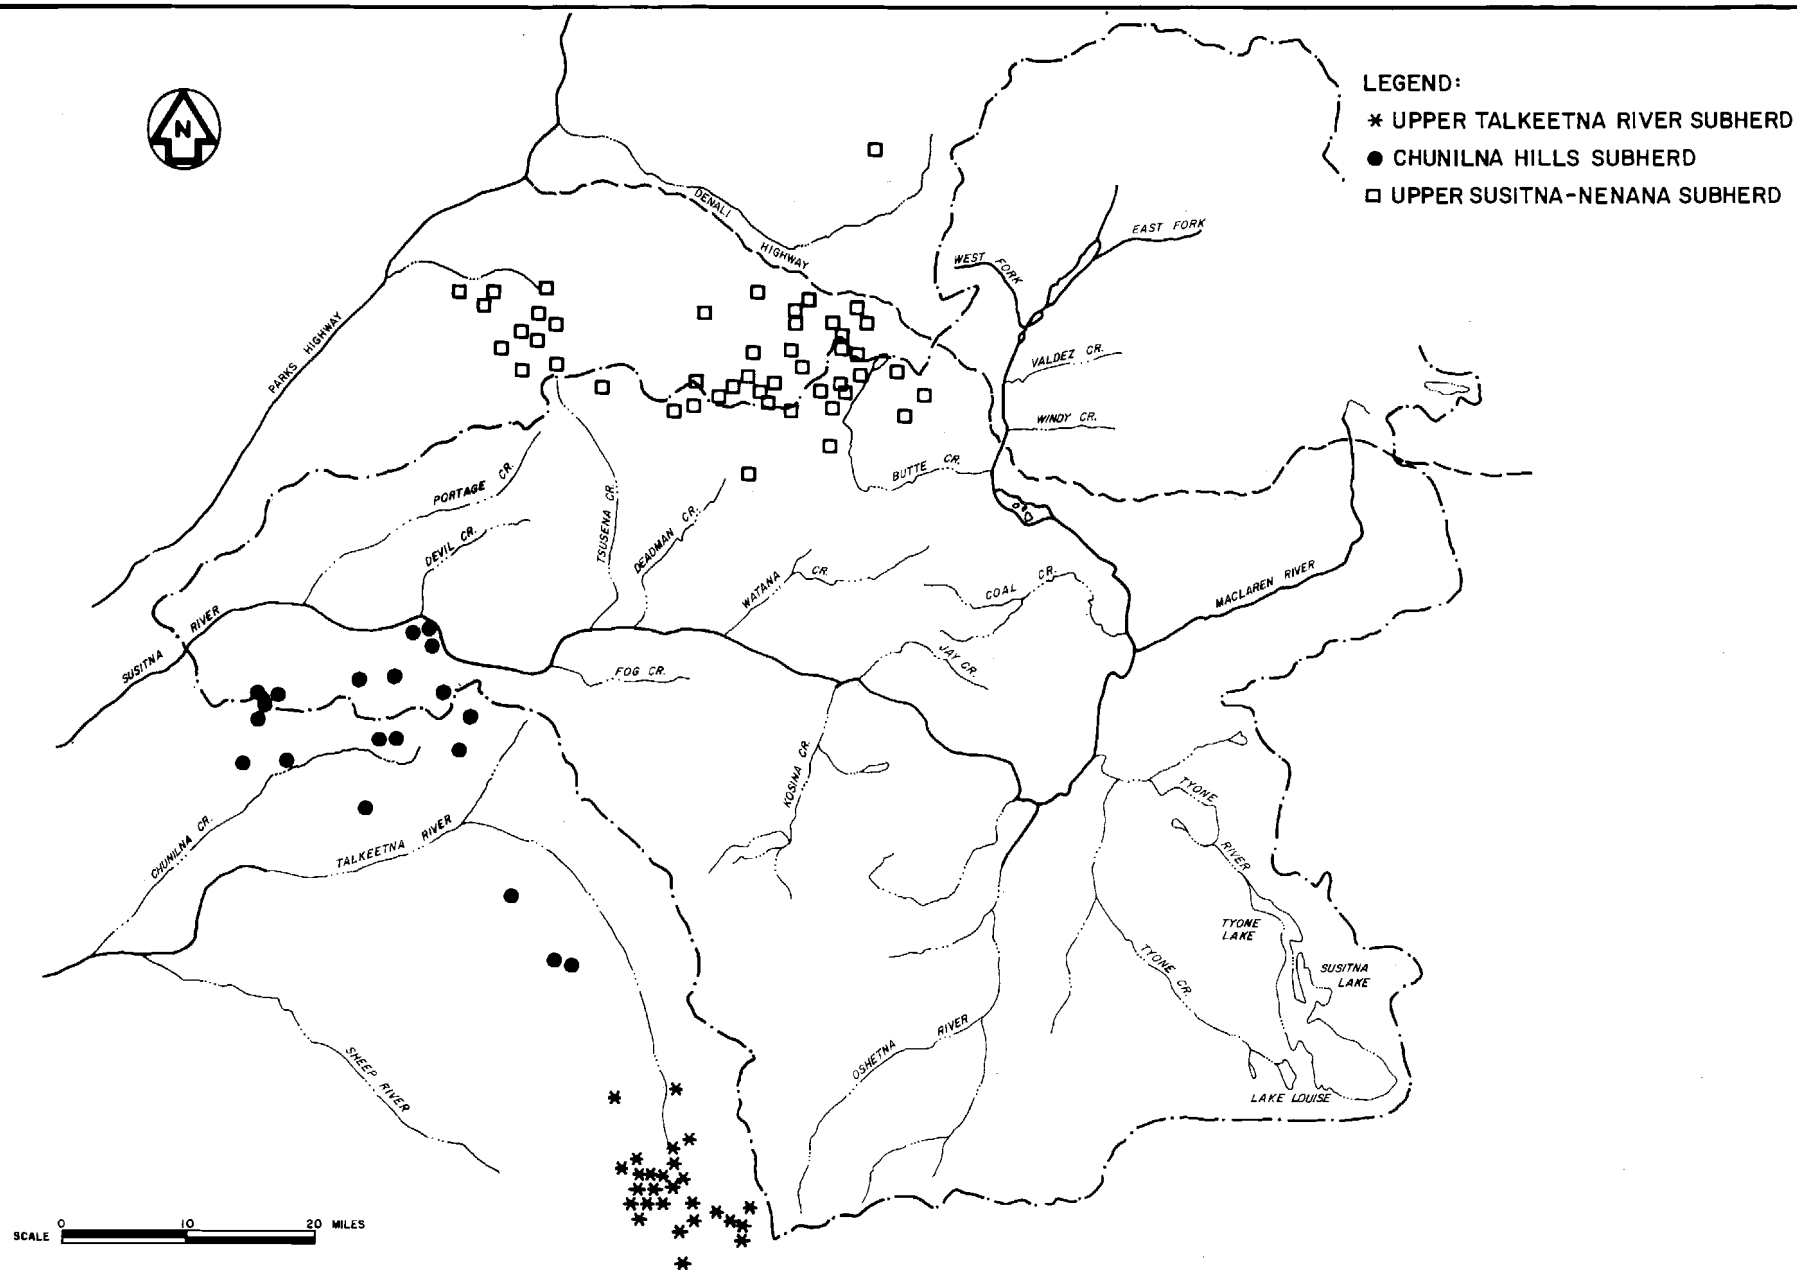 LEGEND:
* UPPER TALKEETNA RIVER SUBHERD
● CHUNILNA HILLS SUBHERD
□ UPPER SUSITNA-NENANA SUBHERD
N
DENALI
HIGHWAY
EAST FORK
WEST FORK
PARKS HIGHWAY
VALDEZ CR.
WINDY CR.
BUTTE CR.
PORTAGE CR.
DEVIL CR.
TSUSENA CR.
DEADMAN CR.
WATANA CR.
COAL CR.
MACLAREN RIVER
SUSITNA RIVER
FOG CR.
JAY CR.
KOSINA CR.
TYONE
RIVER
CHUNILNA CR.
TALKEETNA RIVER
TYONE
LAKE
SUSITNA
LAKE
TYONE CR.
OSHETNA RIVER
SHEEP RIVER
LAKE LOUISE
SCALE 0 10 20 MILES